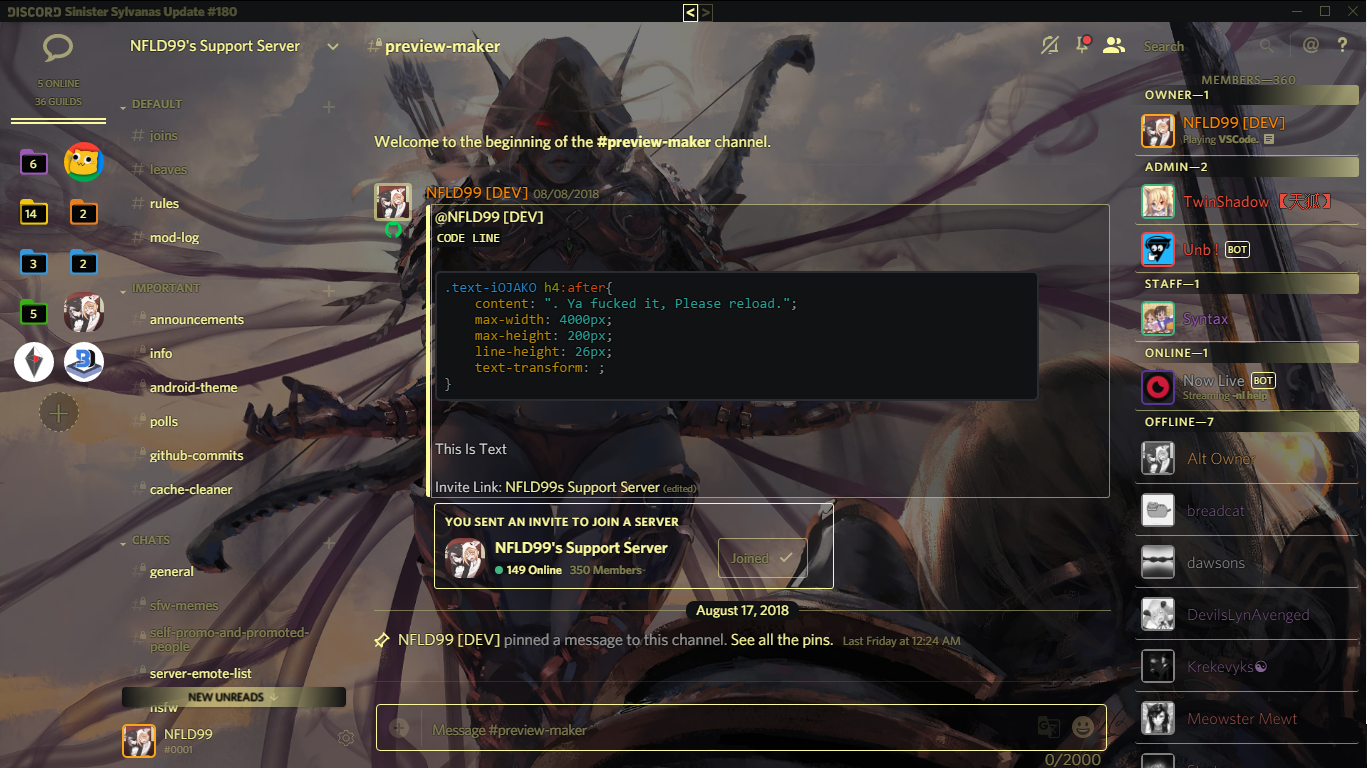 DISCORD Sinister Sylvanas Update #180
< >
NFLD99's Support Server
5 ONLINE
36 GUILDS
6
14
2
3
2
5
DEFAULT
# joins
# leaves
# rules
# mod-log
IMPORTANT
# announcements
# info
# android-theme
# polls
# github-commits
# cache-cleaner
CHATS
# general
# sfw-memes
# self-promo-and-promoted-
people
# server-emote-list
NEW UNREADS ↓
nsfw
NFLD99
#0001
# preview-maker
Search
@ ?
Welcome to the beginning of the #preview-maker channel.
NFLD99 [DEV] 08/08/2018
@NFLD99 [DEV]
CODE LINE
.text-iOJAKO h4:after{
content: ". Ya fucked it, Please reload.";
max-width: 4000px;
max-height: 200px;
line-height: 26px;
text-transform: ;
}
This Is Text
Invite Link: NFLD99s Support Server (edited)
YOU SENT AN INVITE TO JOIN A SERVER
NFLD99's Support Server
149 Online 350 Members
Joined
August 17, 2018
NFLD99 [DEV] pinned a message to this channel. See all the pins. Last Friday at 12:24 AM
Message #preview-maker
0/2000
MEMBERS—360
OWNER—1
NFLD99 [DEV]
Playing VSCode.
ADMIN—2
TwinShadow 【天狐】
Unb ! BOT
STAFF—1
Syntax
ONLINE—1
Now Live BOT
Streaming -nl help
OFFLINE—7
Alt Owner
breadcat
dawsons
DevilsLynAvenged
Krekevyks☯
Meowster Mewt